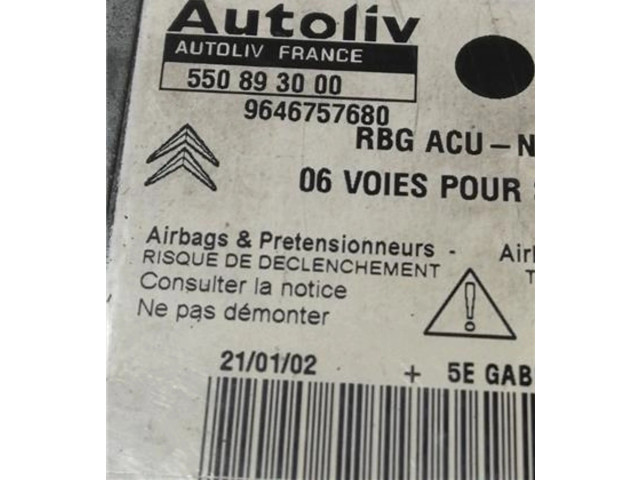 Autoliv
AUTOLIV FRANCE
550 89 30 00
9646757680
RBG ACU-N
06 VOIES POUR
Airbags & Pretensionneurs -
RISQUE DE DECLENCHEMENT
Consulter la notice
Ne pas démonter
21/01/02 + 5E GAB